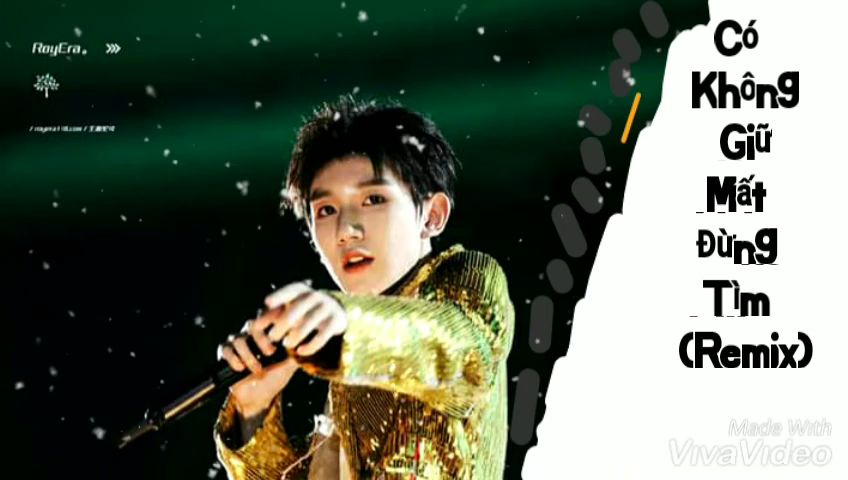 RoyEra.
Có
Không
Giữ
Mất
Đừng
Tìm
(Remix)
Made With
VivaVideo